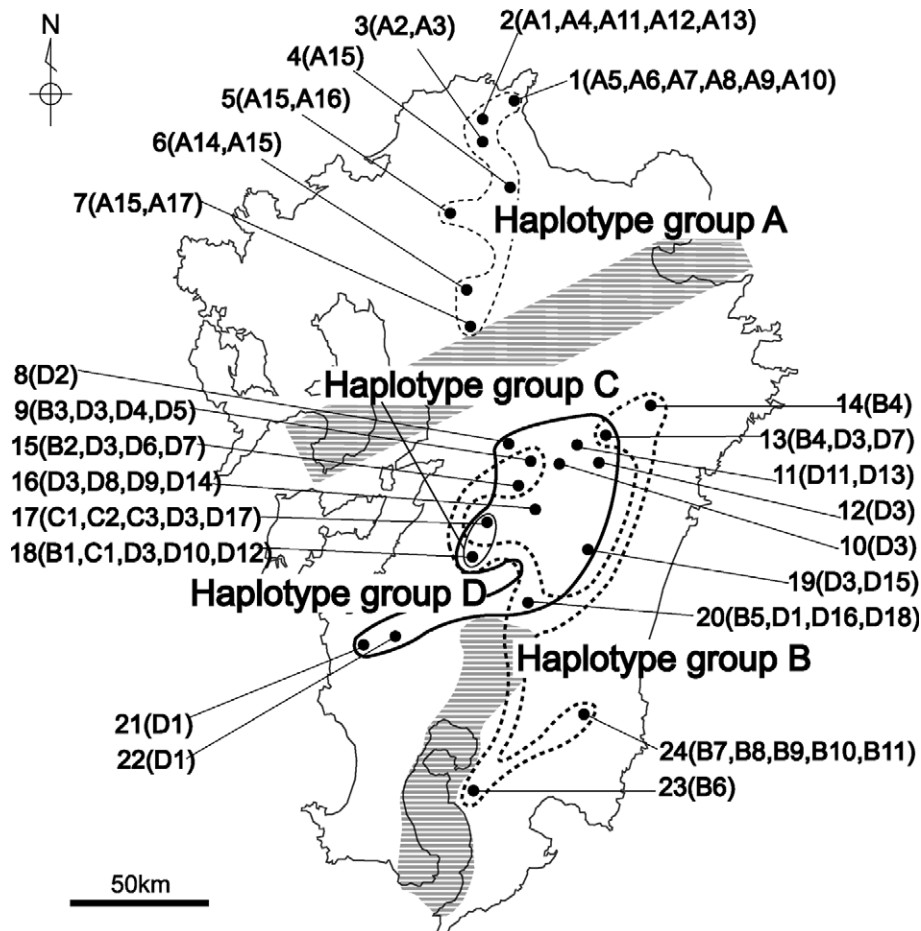 N
3(A2,A3)
2(A1,A4,A11,A12,A13)
4(A15)
1(A5,A6,A7,A8,A9,A10)
5(A15,A16)
6(A14,A15)
7(A15,A17)
Haplotype group A
Haplotype group C
8(D2)
14(B4)
9(B3,D3,D4,D5)
13(B4,D3,D7)
15(B2,D3,D6,D7)
11(D11,D13)
16(D3,D8,D9,D14)
12(D3)
17(C1,C2,C3,D3,D17)
10(D3)
18(B1,C1,D3,D10,D12)
19(D3,D15)
Haplotype group D
20(B5,D1,D16,D18)
Haplotype group B
21(D1)
22(D1)
24(B7,B8,B9,B10,B11)
23(B6)
50km